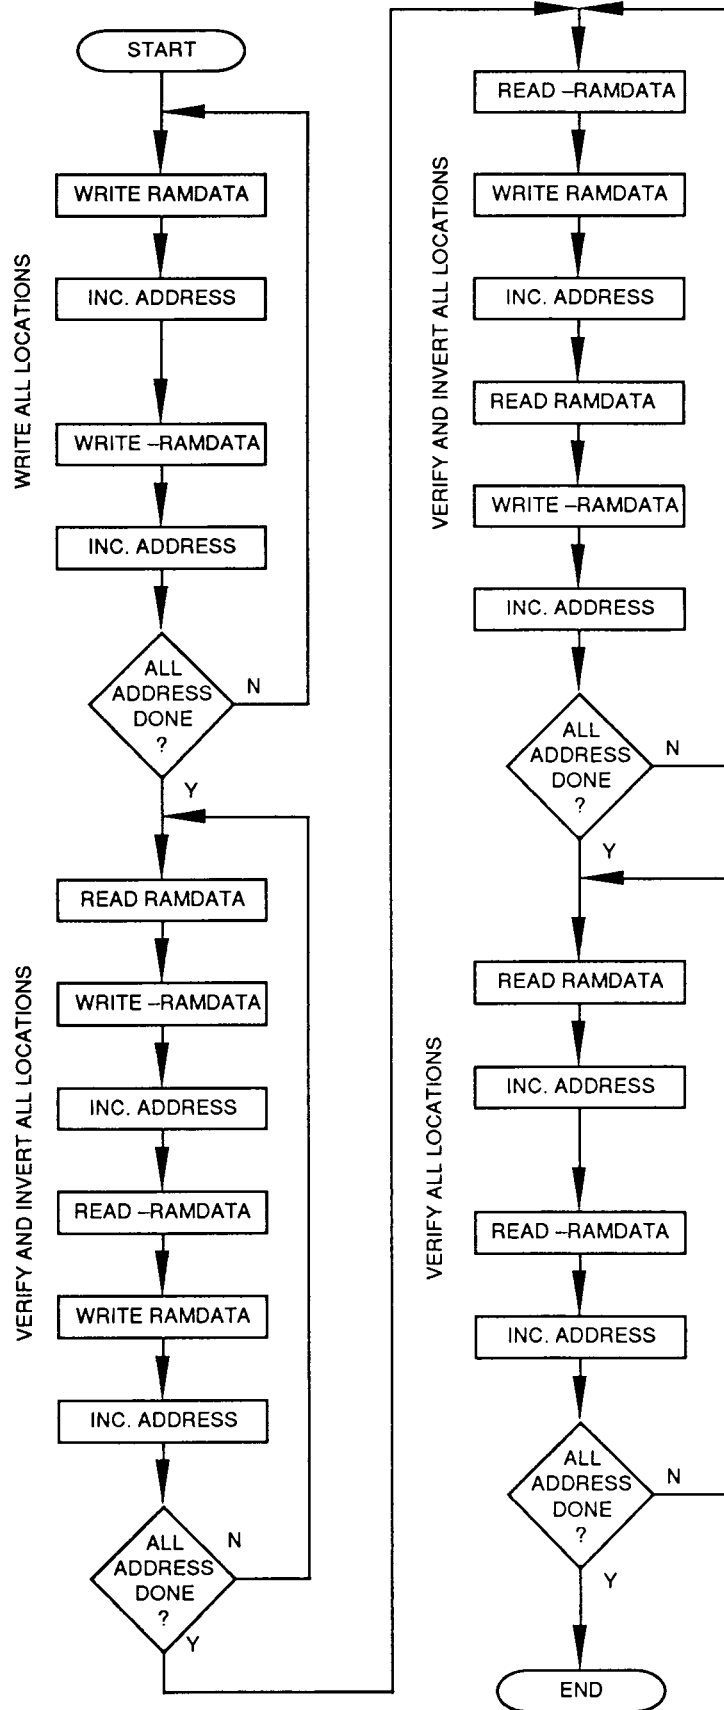 START
WRITE RAMDATA
INC. ADDRESS
WRITE –RAMDATA
INC. ADDRESS
ALL
ADDRESS
DONE
?
N
Y
WRITE ALL LOCATIONS
READ RAMDATA
WRITE –RAMDATA
INC. ADDRESS
READ –RAMDATA
WRITE RAMDATA
INC. ADDRESS
ALL
ADDRESS
DONE
?
N
Y
VERIFY AND INVERT ALL LOCATIONS
READ –RAMDATA
WRITE RAMDATA
INC. ADDRESS
READ RAMDATA
WRITE –RAMDATA
INC. ADDRESS
ALL
ADDRESS
DONE
?
N
Y
VERIFY AND INVERT ALL LOCATIONS
READ RAMDATA
INC. ADDRESS
READ –RAMDATA
INC. ADDRESS
ALL
ADDRESS
DONE
?
N
Y
VERIFY ALL LOCATIONS
END